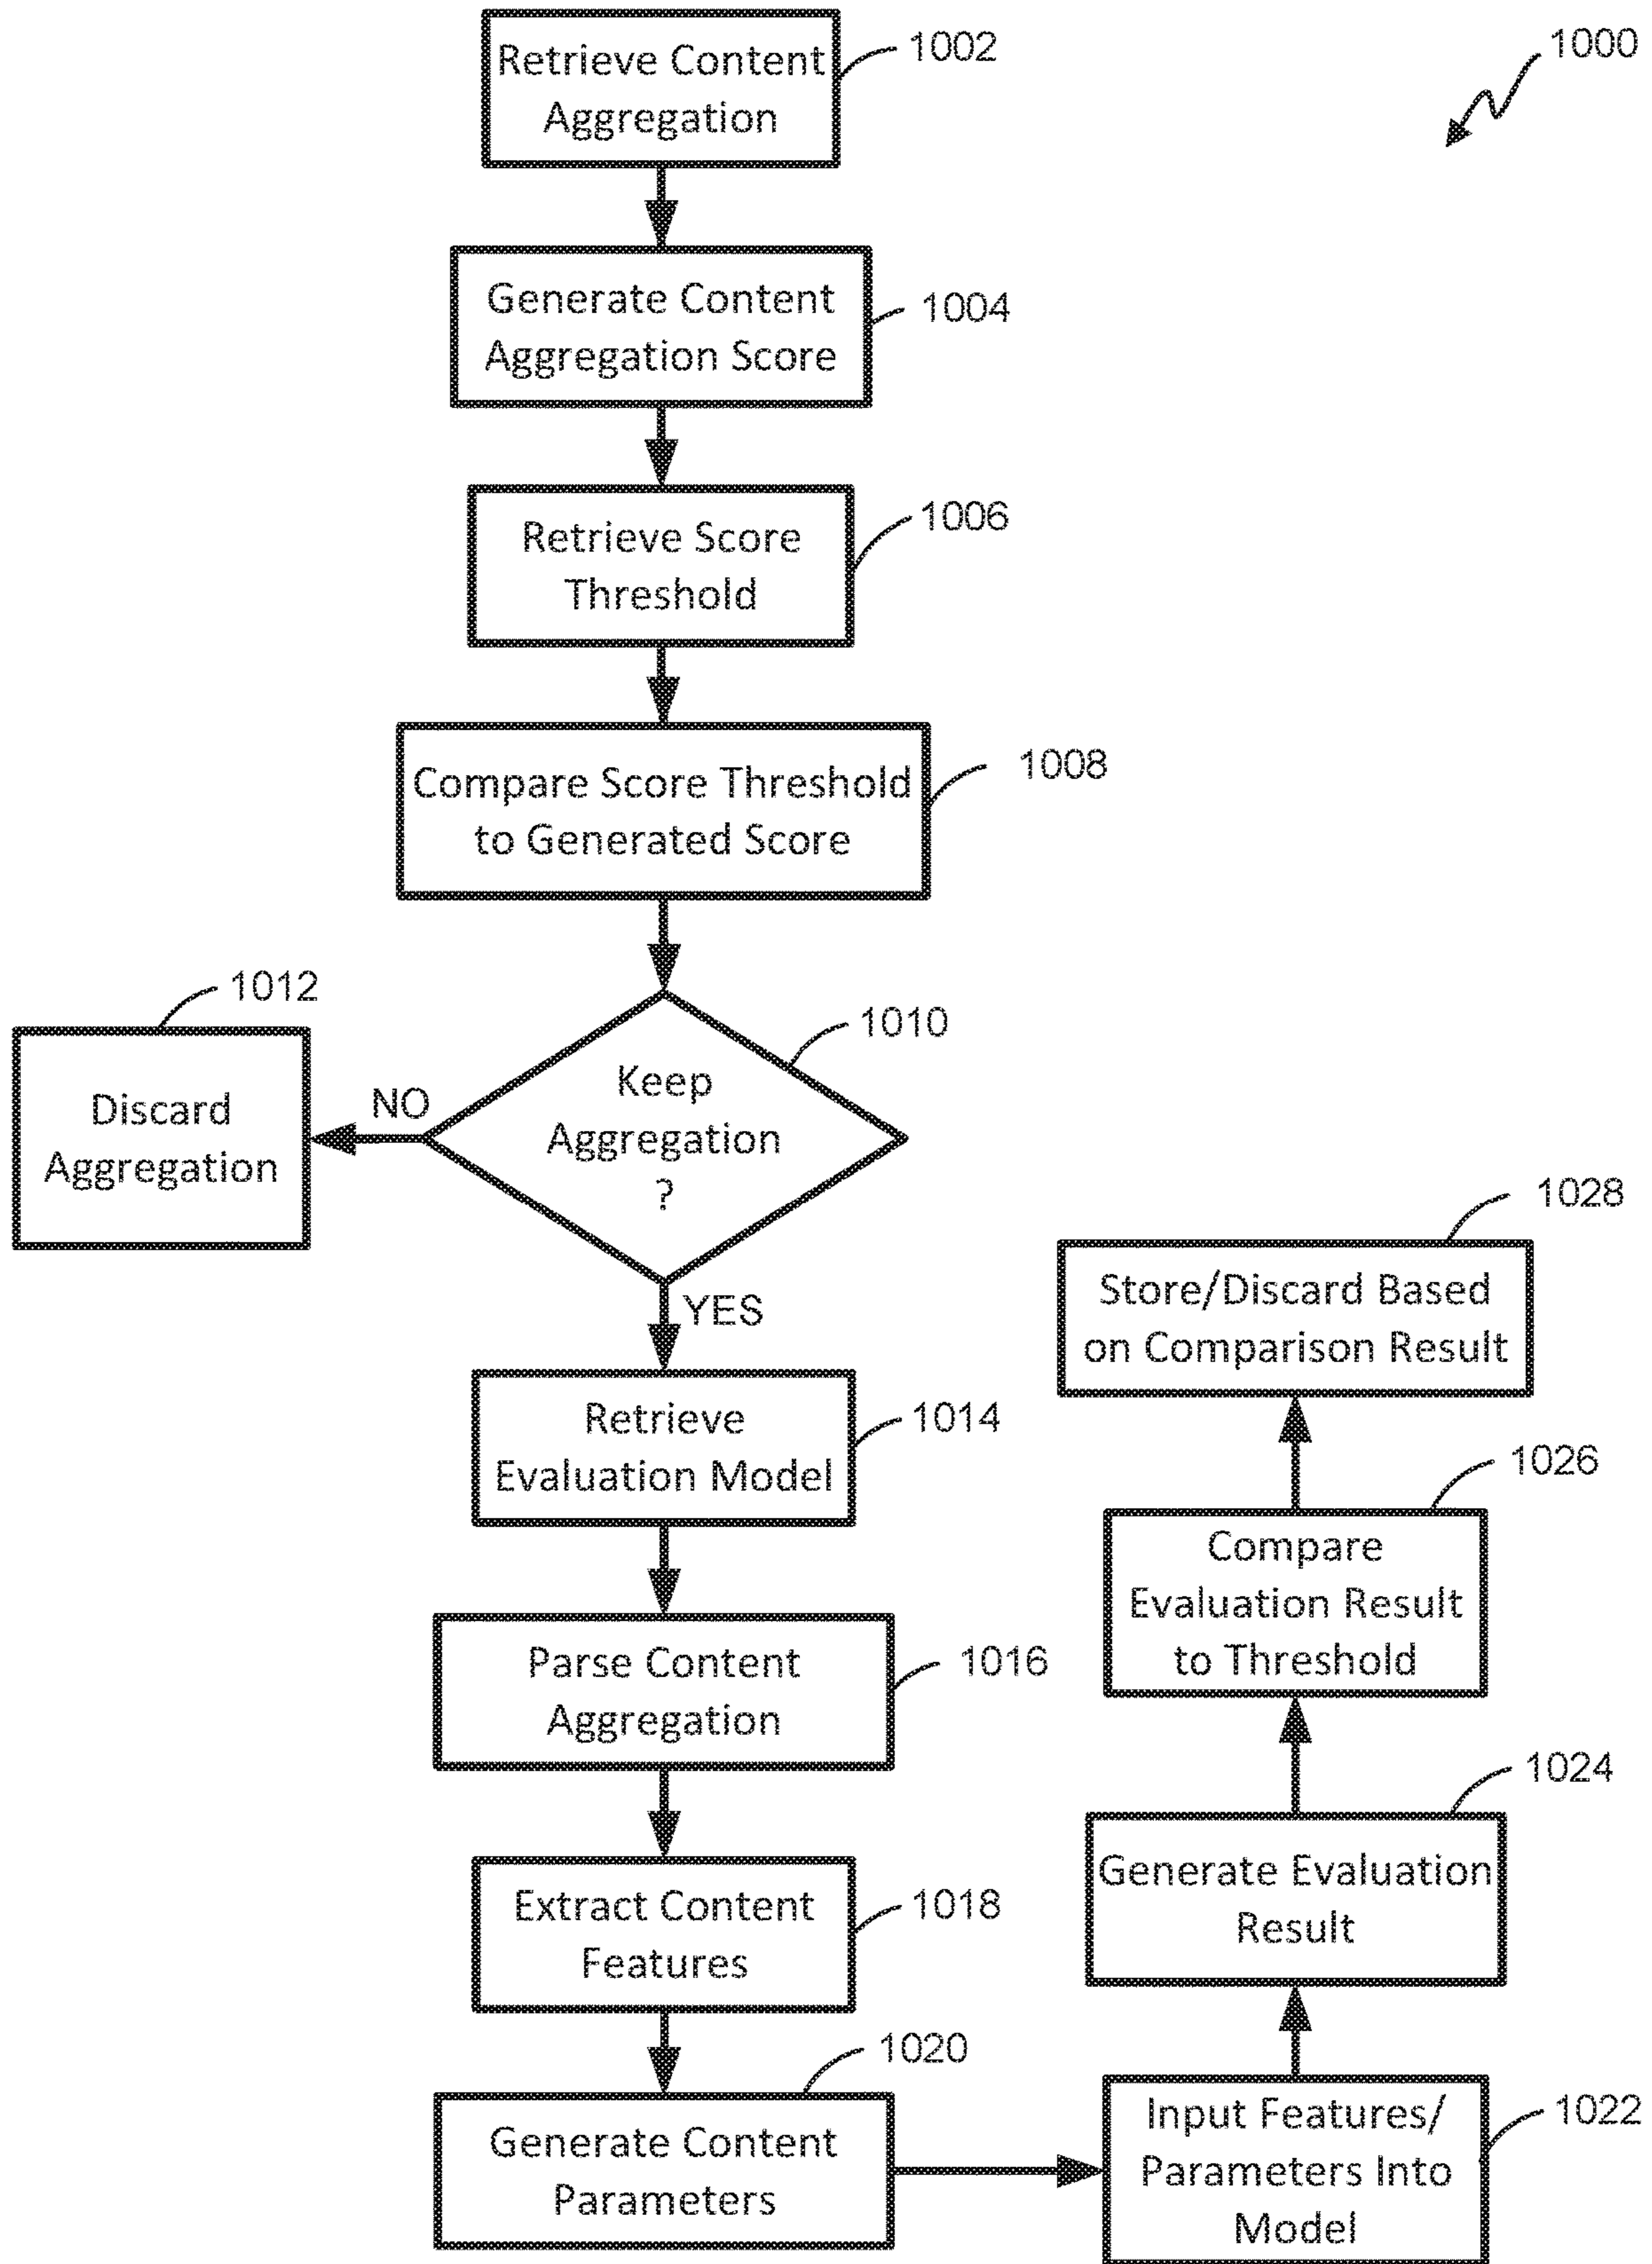 Retrieve Content
Aggregation
1002
1000
Generate Content
Aggregation Score
1004
Retrieve Score
Threshold
1006
Compare Score Threshold
to Generated Score
1008
Keep
Aggregation
?
1010
NO
1012
Discard
Aggregation
YES
Retrieve
Evaluation Model
1014
Parse Content
Aggregation
1016
Extract Content
Features
1018
Generate Content
Parameters
1020
Input Features/
Parameters Into
Model
1022
Generate Evaluation
Result
1024
Compare
Evaluation Result
to Threshold
1026
Store/Discard Based
on Comparison Result
1028